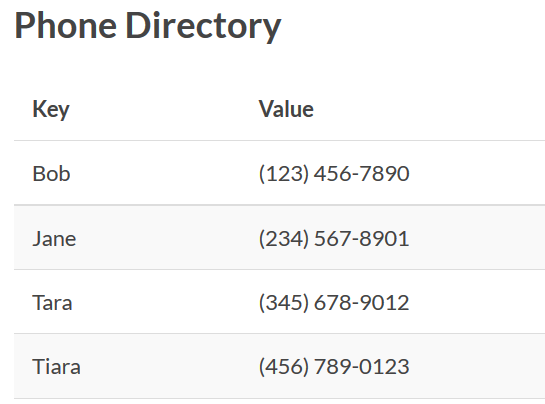 Phone Directory
Key Value
Bob (123) 456-7890
Jane (234) 567-8901
Tara (345) 678-9012
Tiara (456) 789-0123